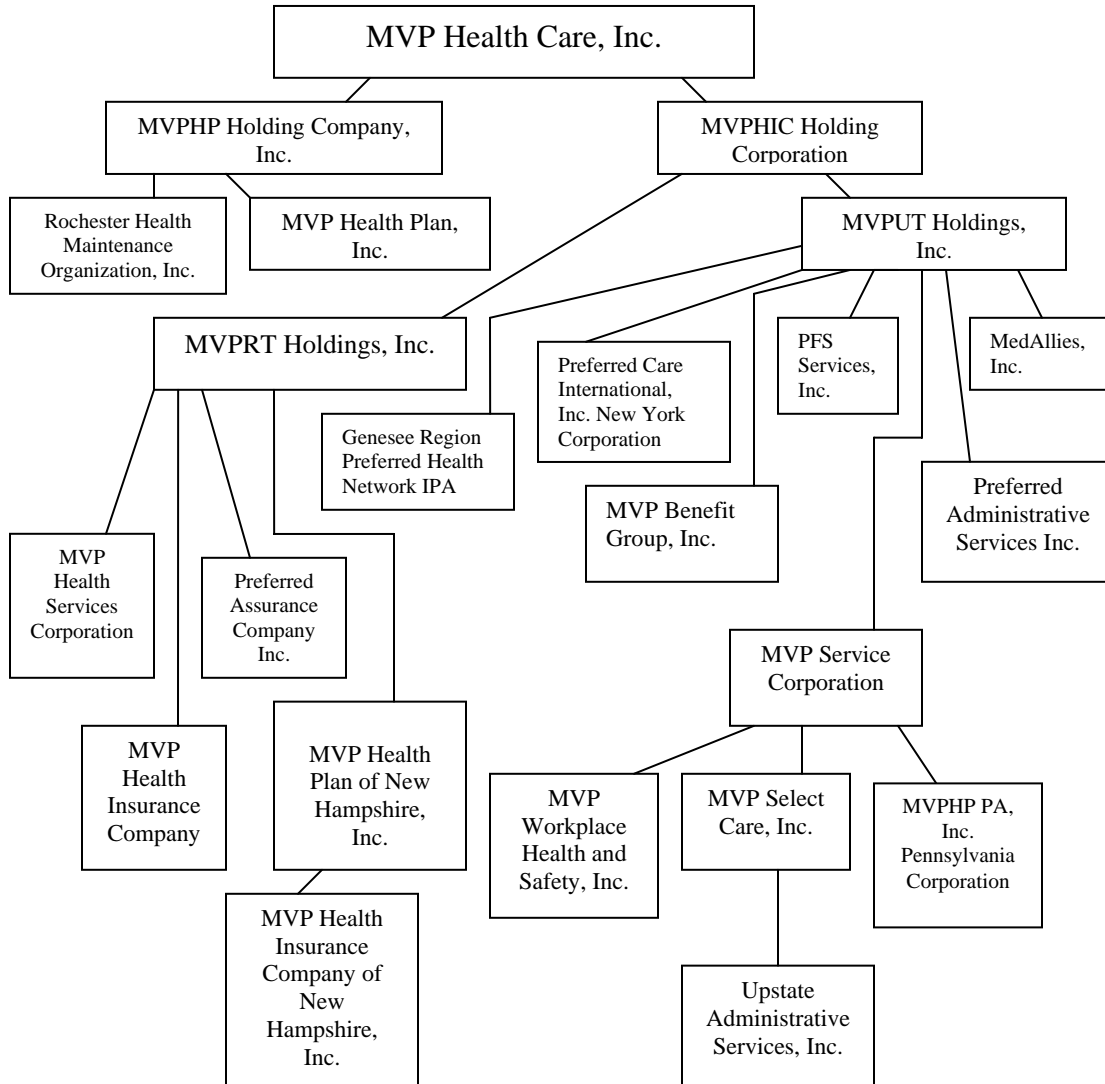 MVP Health Care, Inc.
MVPHP Holding Company,
Inc.
MVPHIC Holding
Corporation
Rochester Health
Maintenance
Organization, Inc.
MVP Health Plan,
Inc.
MVPUT Holdings,
Inc.
MVPRT Holdings, Inc.
Genesee Region
Preferred Health
Network IPA
Preferred Care
International,
Inc. New York
Corporation
PFS
Services,
Inc.
MedAllies,
Inc.
MVP Benefit
Group, Inc.
Preferred
Administrative
Services Inc.
MVP
Health
Services
Corporation
Preferred
Assurance
Company
Inc.
MVP Service
Corporation
MVP
Health
Insurance
Company
MVP Health
Plan of New
Hampshire,
Inc.
MVP
Workplace
Health and
Safety, Inc.
MVP Select
Care, Inc.
MVPHP PA,
Inc.
Pennsylvania
Corporation
MVP Health
Insurance
Company of
New
Hampshire,
Inc.
Upstate
Administrative
Services, Inc.